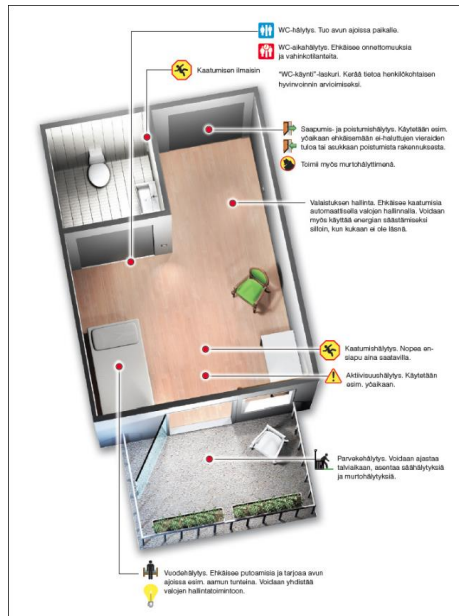 WC-hälytys. Tuo avun ajoissa paikalle.
WC-aikahälytys. Ehkäisee onnettomuuksia
ja vahinkotilanteita.
Kaatumisen ilmaisin
"WC-käynti"-laskuri. Kerää tietoa henkilökohtaisen
hyvinvoinnin arvioimiseksi.
Saapumis- ja poistumishälytys. Käytetään esim.
yöaikaan ehkäisemään ei-haluttujen vieraiden
tuloa tai asukkaan poistumista rakennuksesta.
Toimii myös murtohälyttimenä.
Valaistuksen hallinta. Ehkäisee kaatumisia
automaattisella valojen hallinnalla. Voidaan
myös käyttää energian säästämiseksi
silloin, kun kukaan ei ole läsnä.
Kaatumishälytys. Nopea en-
siapu aina saatavilla.
Aktiivisuushälytys. Käytetään
esim. yöaikaan.
Parvekehälytys. Voidaan ajastaa
talviaikaan, asentaa säähälytyksiä
ja murtohälytyksiä.
Vuodehälytys. Ehkäisee putoamisia ja tarjoaa avun
ajoissa esim. aamun tunteina. Voidaan yhdistää
valojen hallintatoimintoon.